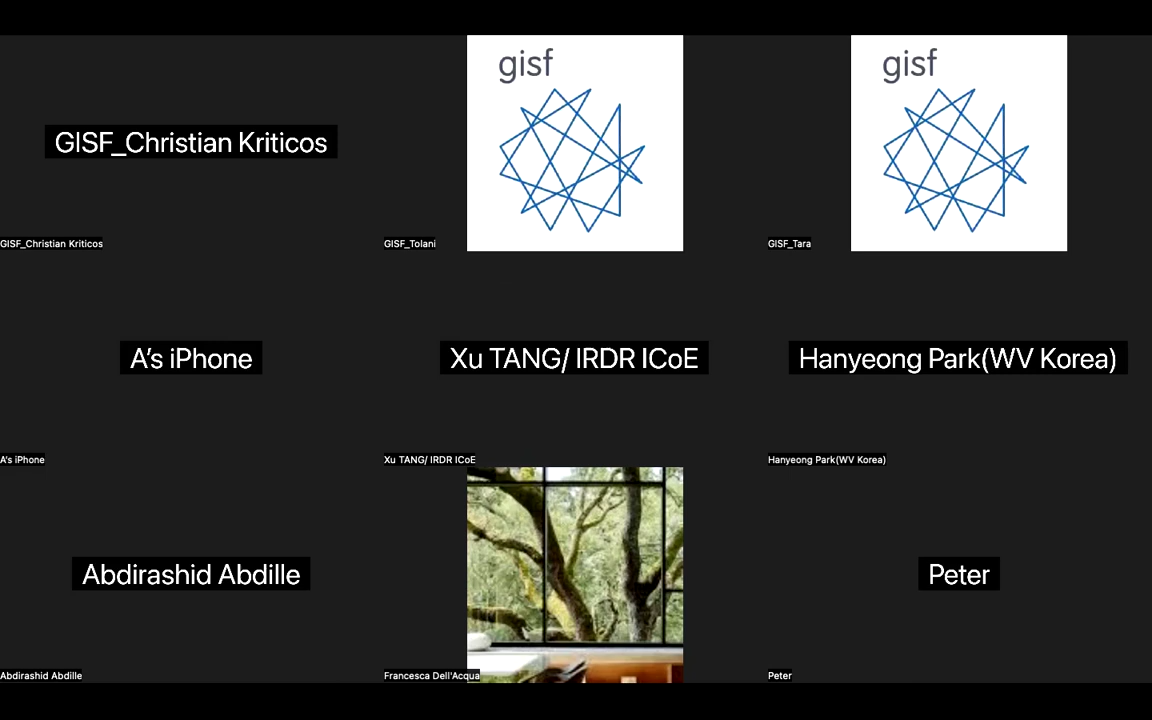 gisf
gisf
GISF_Christian Kriticos
GISF_Christian Kriticos
GISF_Tolani
GISF_Tara
A's iPhone
Xu TANG/ IRDR ICoE
Hanyeong Park(WV Korea)
A's iPhone
Xu TANG/ IRDR ICoE
Hanyeong Park(WV Korea)
Abdirashid Abdille
Peter
Abdirashid Abdille
Francesca Dell'Acqua
Peter